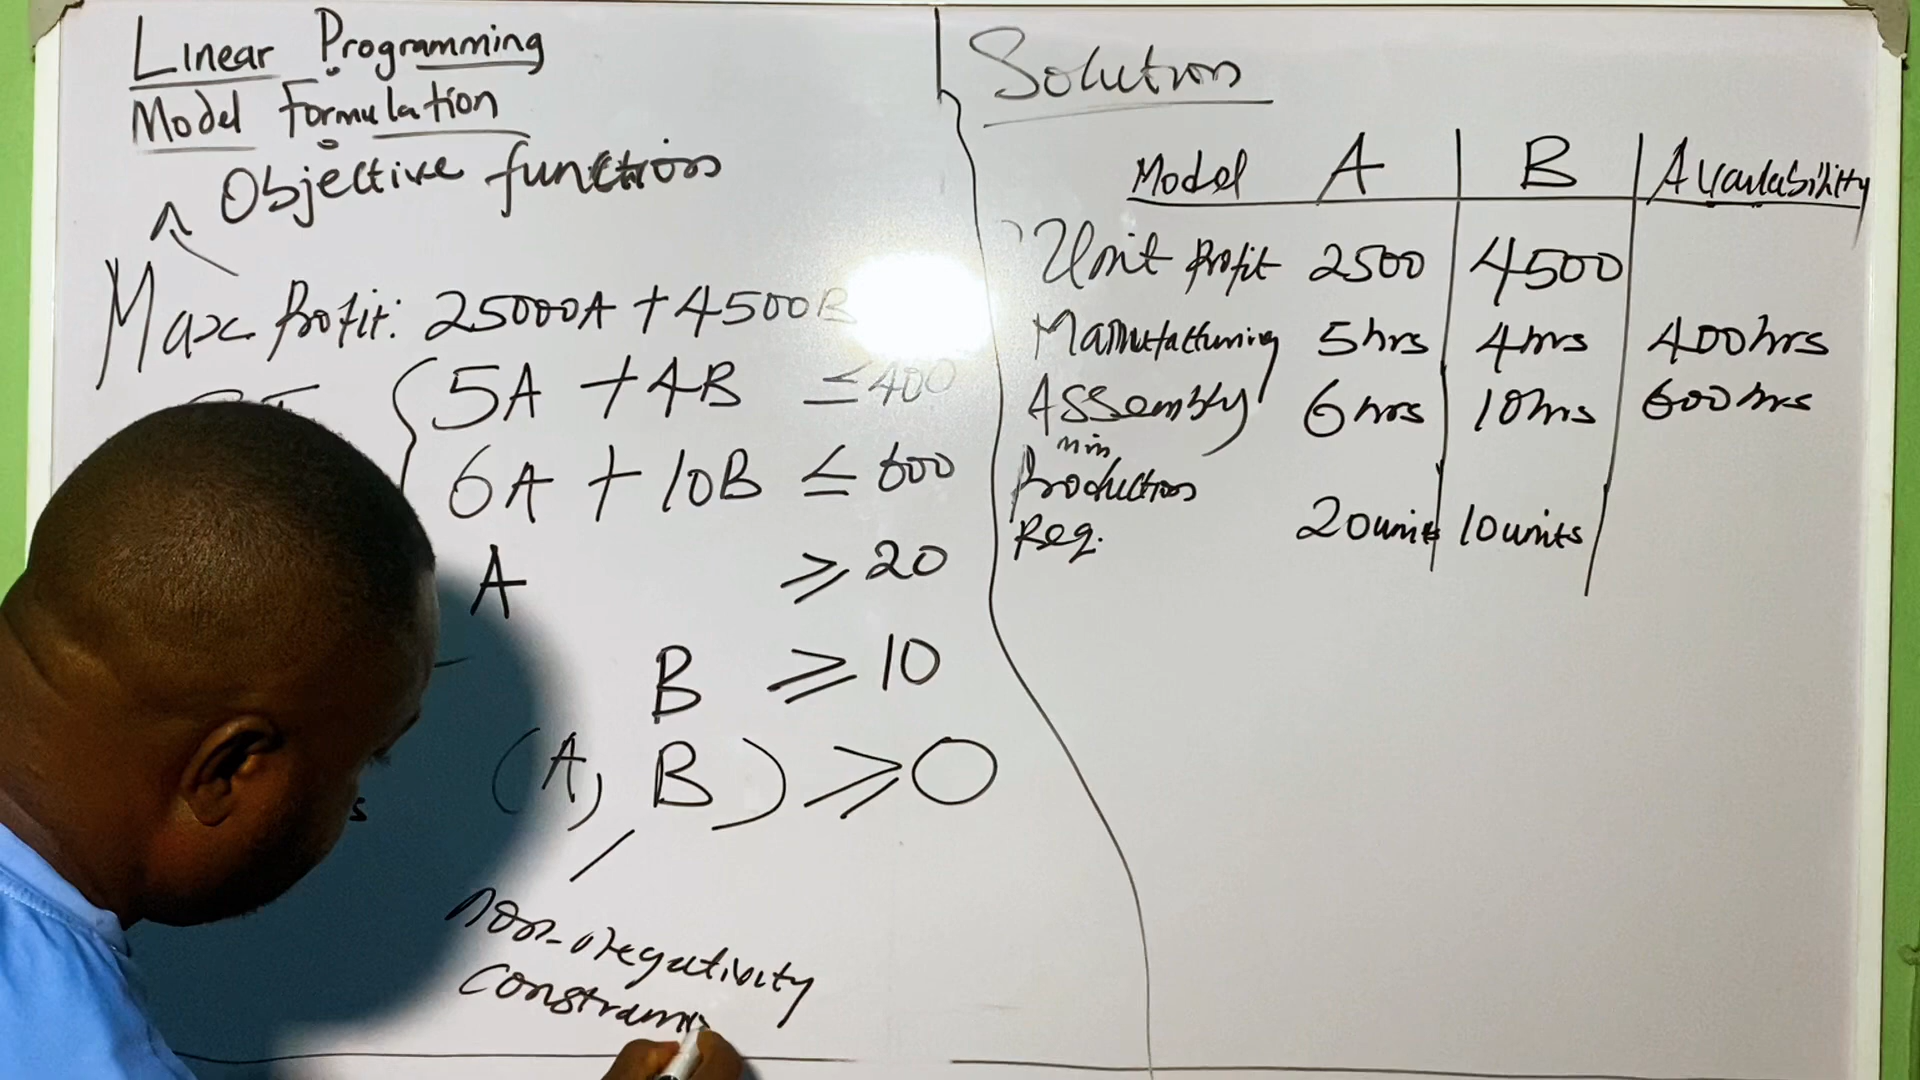 Linear Programming
Model Formulation
Objective function
Max Profit: 25000A + 4500B
ST
5A + 4B ≤ 400
6A + 10B ≤ 600
A ≥ 20
B ≥ 10
(A, B) ≥ 0
non-negativity
constrain
Solution
Model A B Availability
Unit Profit 2500 4500
Manufacturing 5hrs 4hrs 400hrs
Assembly 6hrs 10hrs 600hrs
min
Production
Req. 20units 10units